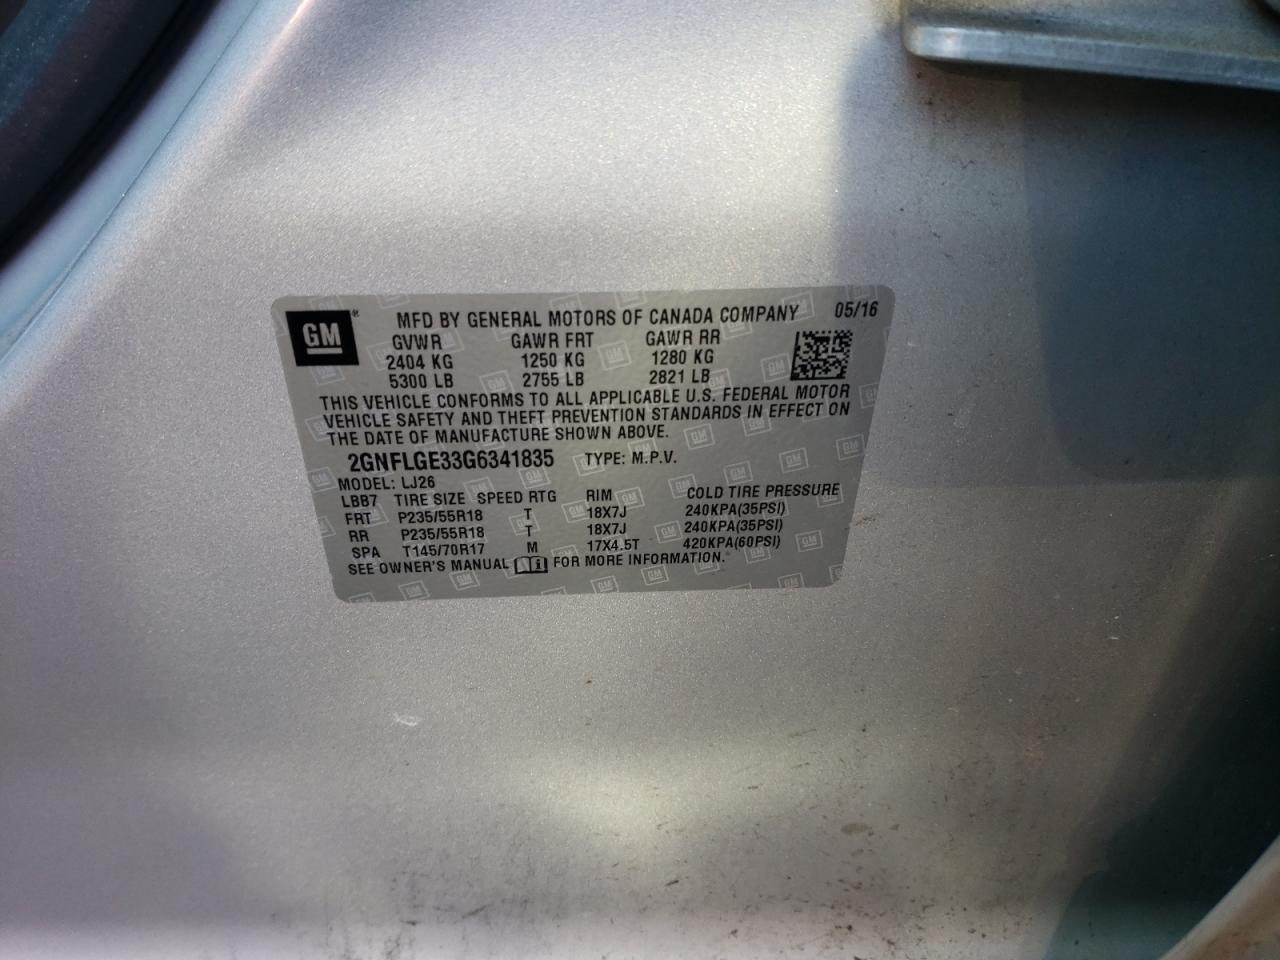 GM ® MFD BY GENERAL MOTORS OF CANADA COMPANY 05/16
GVWR GAWR FRT GAWR RR
2404 KG 1250 KG 1280 KG
5300 LB 2755 LB 2821 LB
THIS VEHICLE CONFORMS TO ALL APPLICABLE U.S. FEDERAL MOTOR
VEHICLE SAFETY AND THEFT PREVENTION STANDARDS IN EFFECT ON
THE DATE OF MANUFACTURE SHOWN ABOVE.
2GNFLGE33G6341835 TYPE: M.P.V.
MODEL: LJ26
LBB7 TIRE SIZE SPEED RTG RIM COLD TIRE PRESSURE
FRT P235/55R18 T 18X7J 240KPA(35PSI)
RR P235/55R18 T 18X7J 240KPA(35PSI)
SPA T145/70R17 M 17X4.5T 420KPA(60PSI)
SEE OWNER'S MANUAL FOR MORE INFORMATION.